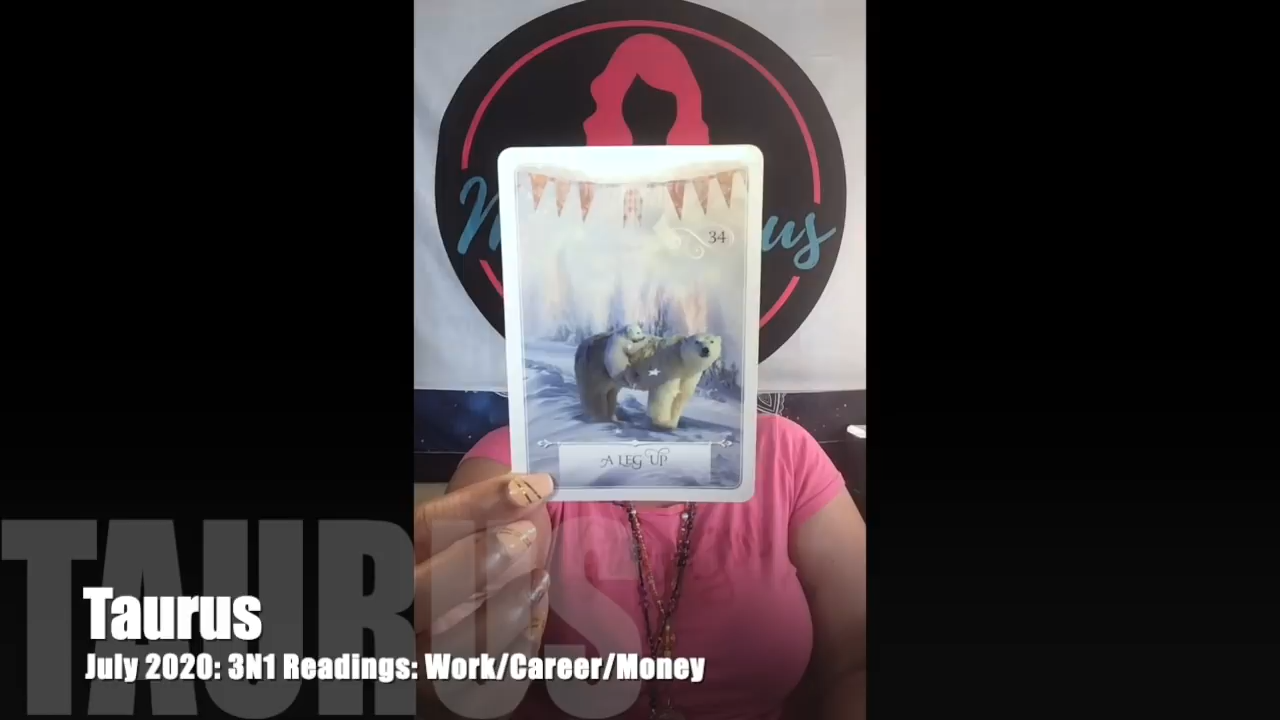 34
A LEG UP
TAURUS
Taurus
July 2020: 3N1 Readings: Work/Career/Money